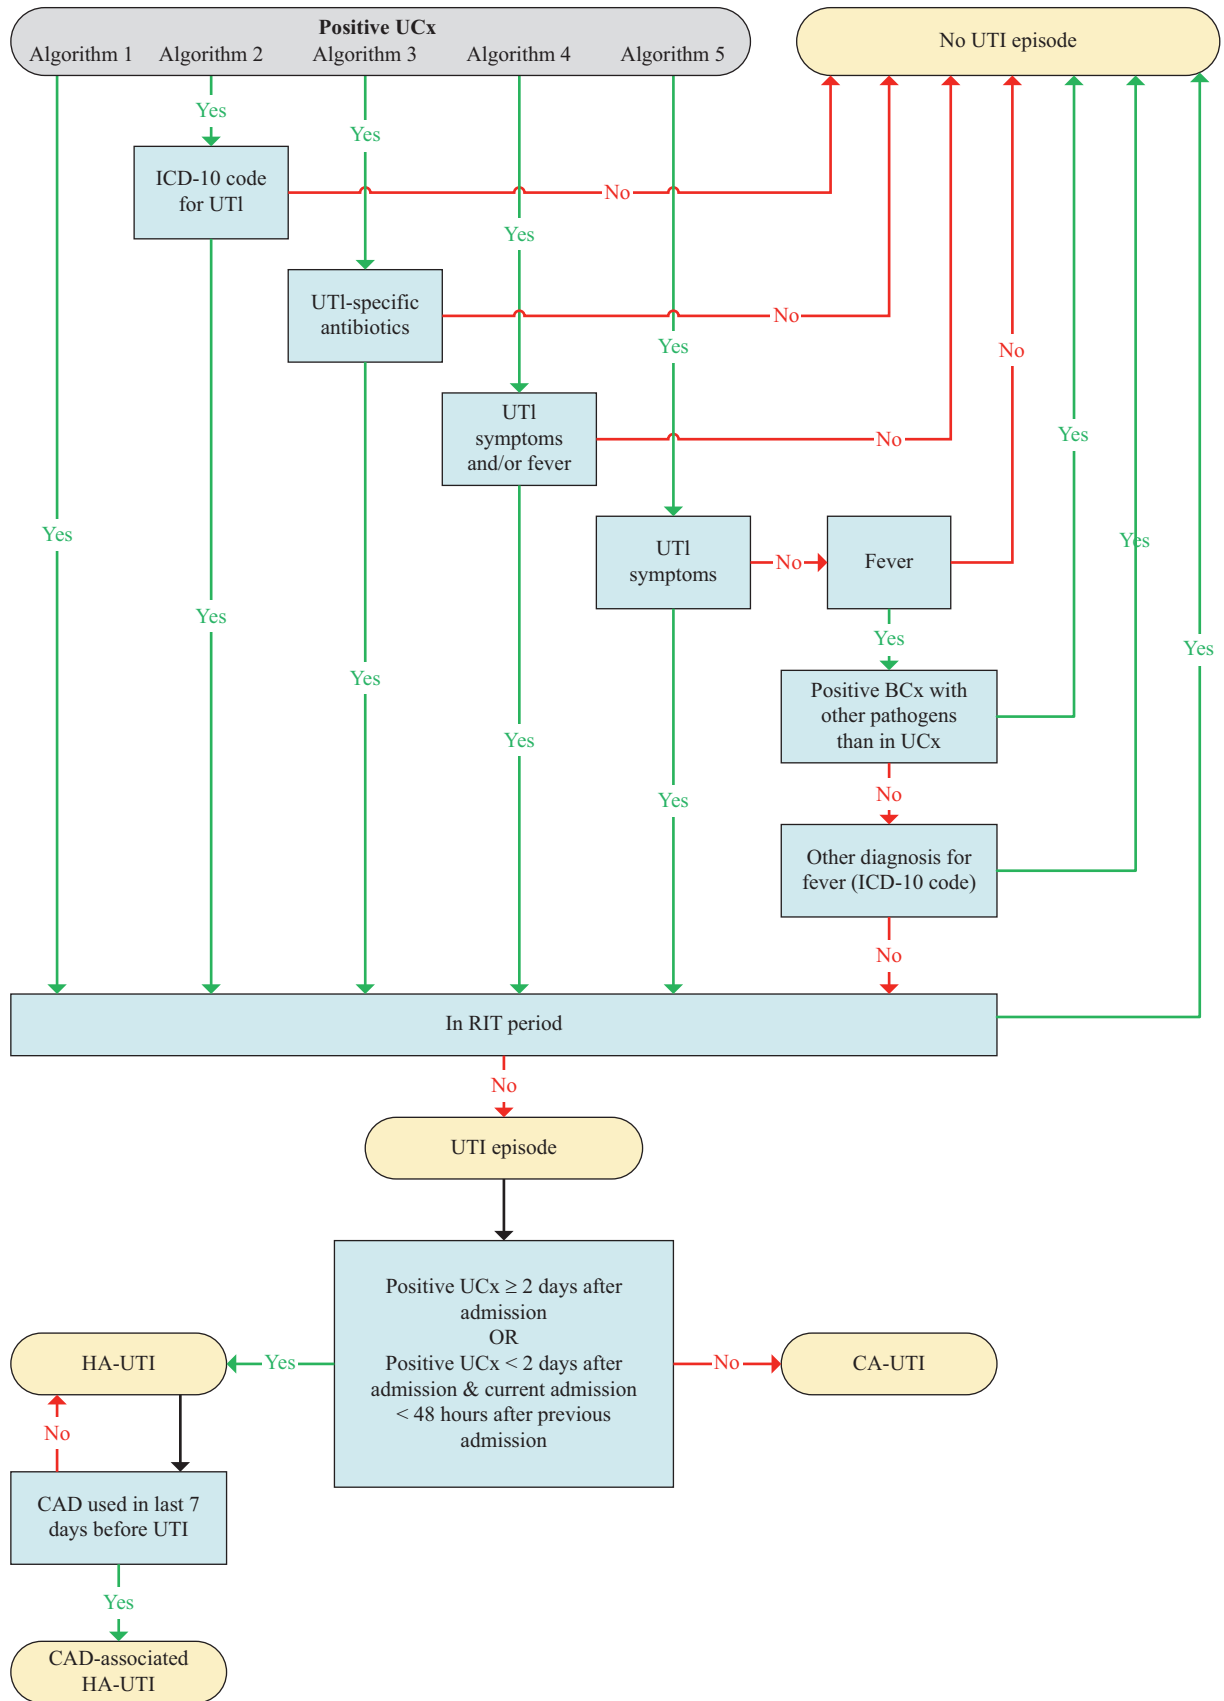 Positive UCx
Algorithm 1 Algorithm 2 Algorithm 3 Algorithm 4 Algorithm 5
No UTI episode
Yes
ICD-10 code
for UTl
No
Yes
UTl-specific
antibiotics
No
Yes
UTl
symptoms
and/or fever
No
Yes
UTl
symptoms
No
Fever
No
Yes
Yes
Yes
Yes
Yes
Yes
Yes
Yes
Yes
Yes
Positive BCx with
other pathogens
than in UCx
No
Other diagnosis for
fever (ICD-10 code)
No
In RIT period
No
UTI episode
Positive UCx ≥ 2 days after
admission
OR
Positive UCx < 2 days after
admission & current admission
< 48 hours after previous
admission
Yes
HA-UTI
No
CA-UTI
No
CAD used in last 7
days before UTI
Yes
CAD-associated
HA-UTI